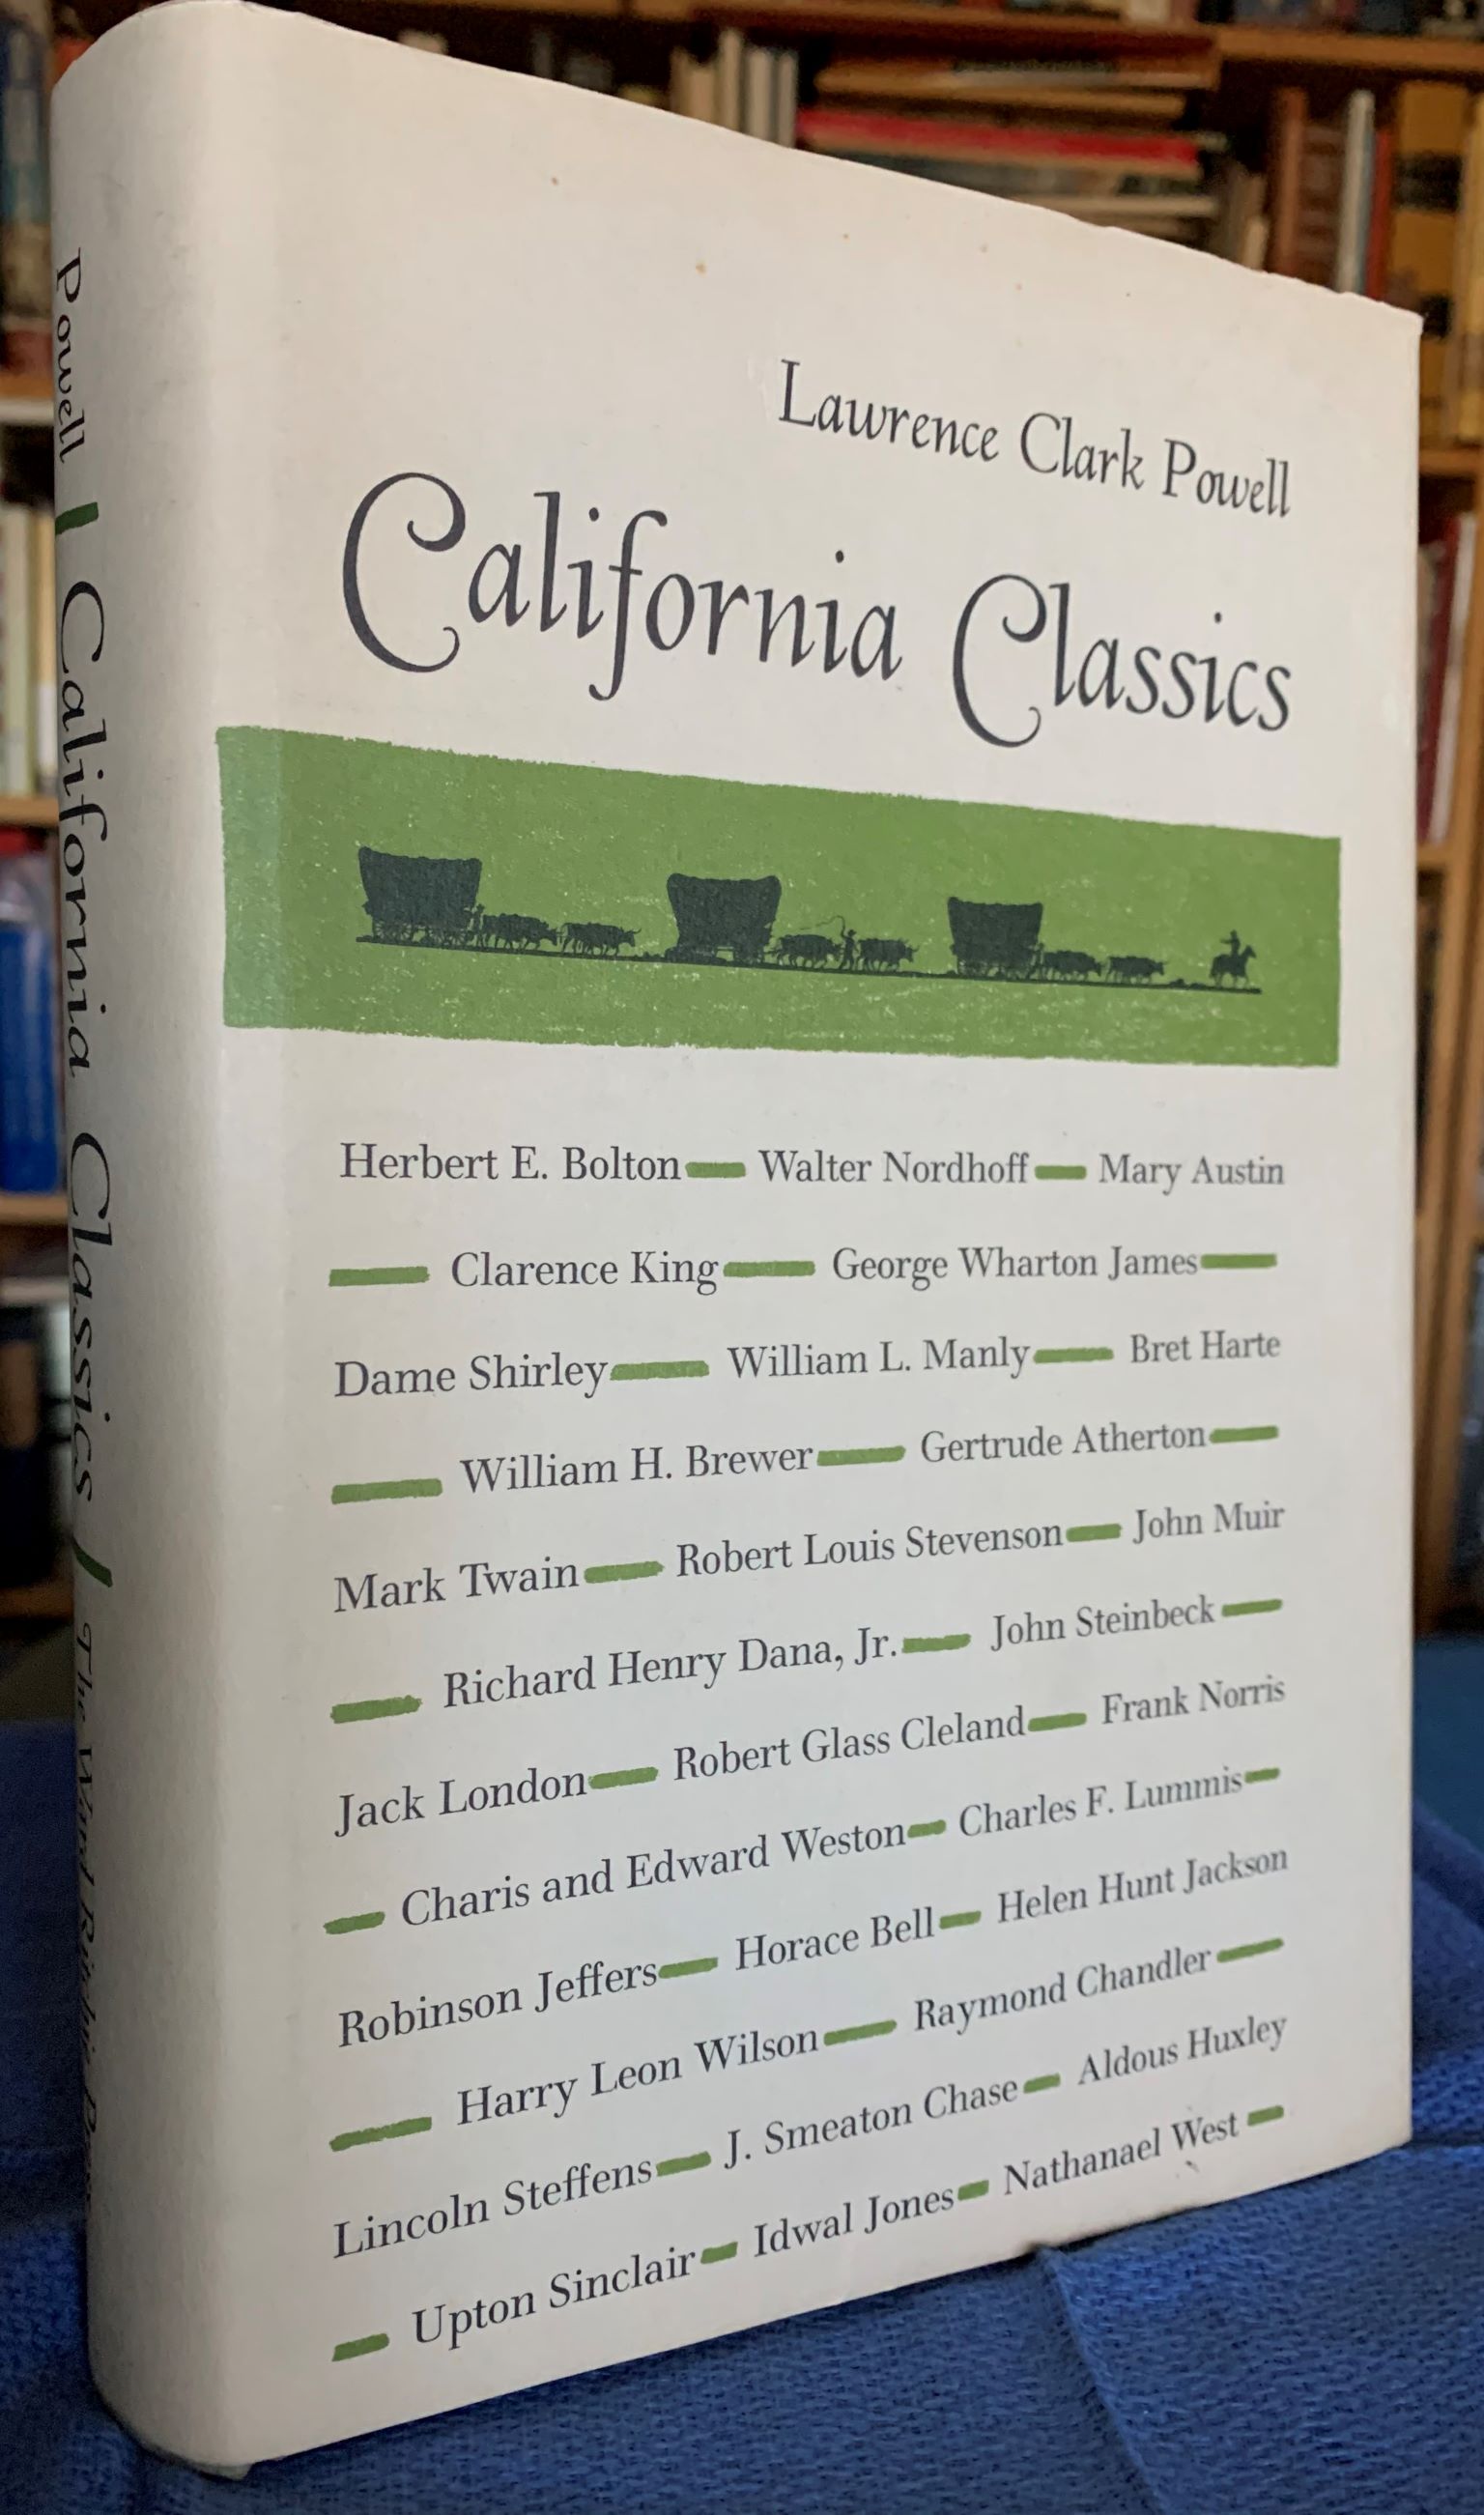 Powell California Classics The Ward Ritchie Press
Lawrence Clark Powell
California Classics
Herbert E. Bolton — Walter Nordhoff — Mary Austin
— Clarence King — George Wharton James —
Dame Shirley — William L. Manly — Bret Harte
— William H. Brewer — Gertrude Atherton —
Mark Twain — Robert Louis Stevenson — John Muir
— Richard Henry Dana, Jr. — John Steinbeck —
Jack London — Robert Glass Cleland — Frank Norris
— Charis and Edward Weston — Charles F. Lummis —
Robinson Jeffers — Horace Bell — Helen Hunt Jackson
— Harry Leon Wilson — Raymond Chandler —
Lincoln Steffens — J. Smeaton Chase — Aldous Huxley
— Upton Sinclair — Idwal Jones — Nathanael West —